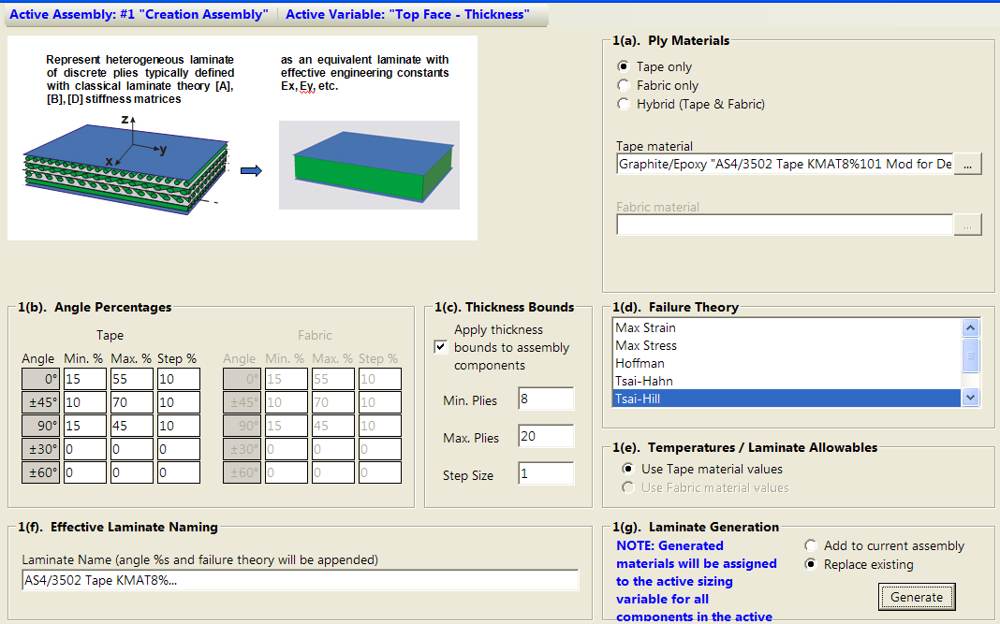 Active Assembly: #1 "Creation Assembly"
Active Variable: "Top Face - Thickness"
Represent heterogeneous laminate
of discrete plies typically defined
with classical laminate theory [A],
[B], [D] stiffness matrices
as an equivalent laminate with
effective engineering constants
Ex, Ey, etc.
z
y
x
1(a). Ply Materials
Tape only
Fabric only
Hybrid (Tape & Fabric)
Tape material
Graphite/Epoxy "AS4/3502 Tape KMAT8%101 Mod for De ...
Fabric material
...
1(b). Angle Percentages
Tape
Angle Min. % Max. % Step %
0° 15 55 10
±45° 10 70 10
90° 15 45 10
±30° 0 0 0
±60° 0 0 0
Fabric
Angle Min. % Max. % Step %
0° 15 55 10
±45° 10 70 10
90° 15 45 10
±30° 0 0 0
±60° 0 0 0
1(c). Thickness Bounds
Apply thickness
bounds to assembly
components
Min. Plies 8
Max. Plies 20
Step Size 1
1(d). Failure Theory
Max Strain
Max Stress
Hoffman
Tsai-Hahn
Tsai-Hill
1(e). Temperatures / Laminate Allowables
Use Tape material values
Use Fabric material values
1(f). Effective Laminate Naming
Laminate Name (angle %s and failure theory will be appended)
AS4/3502 Tape KMAT8%...
1(g). Laminate Generation
NOTE: Generated
materials will be assigned
to the active sizing
variable for all
components in the active
Add to current assembly
Replace existing
Generate